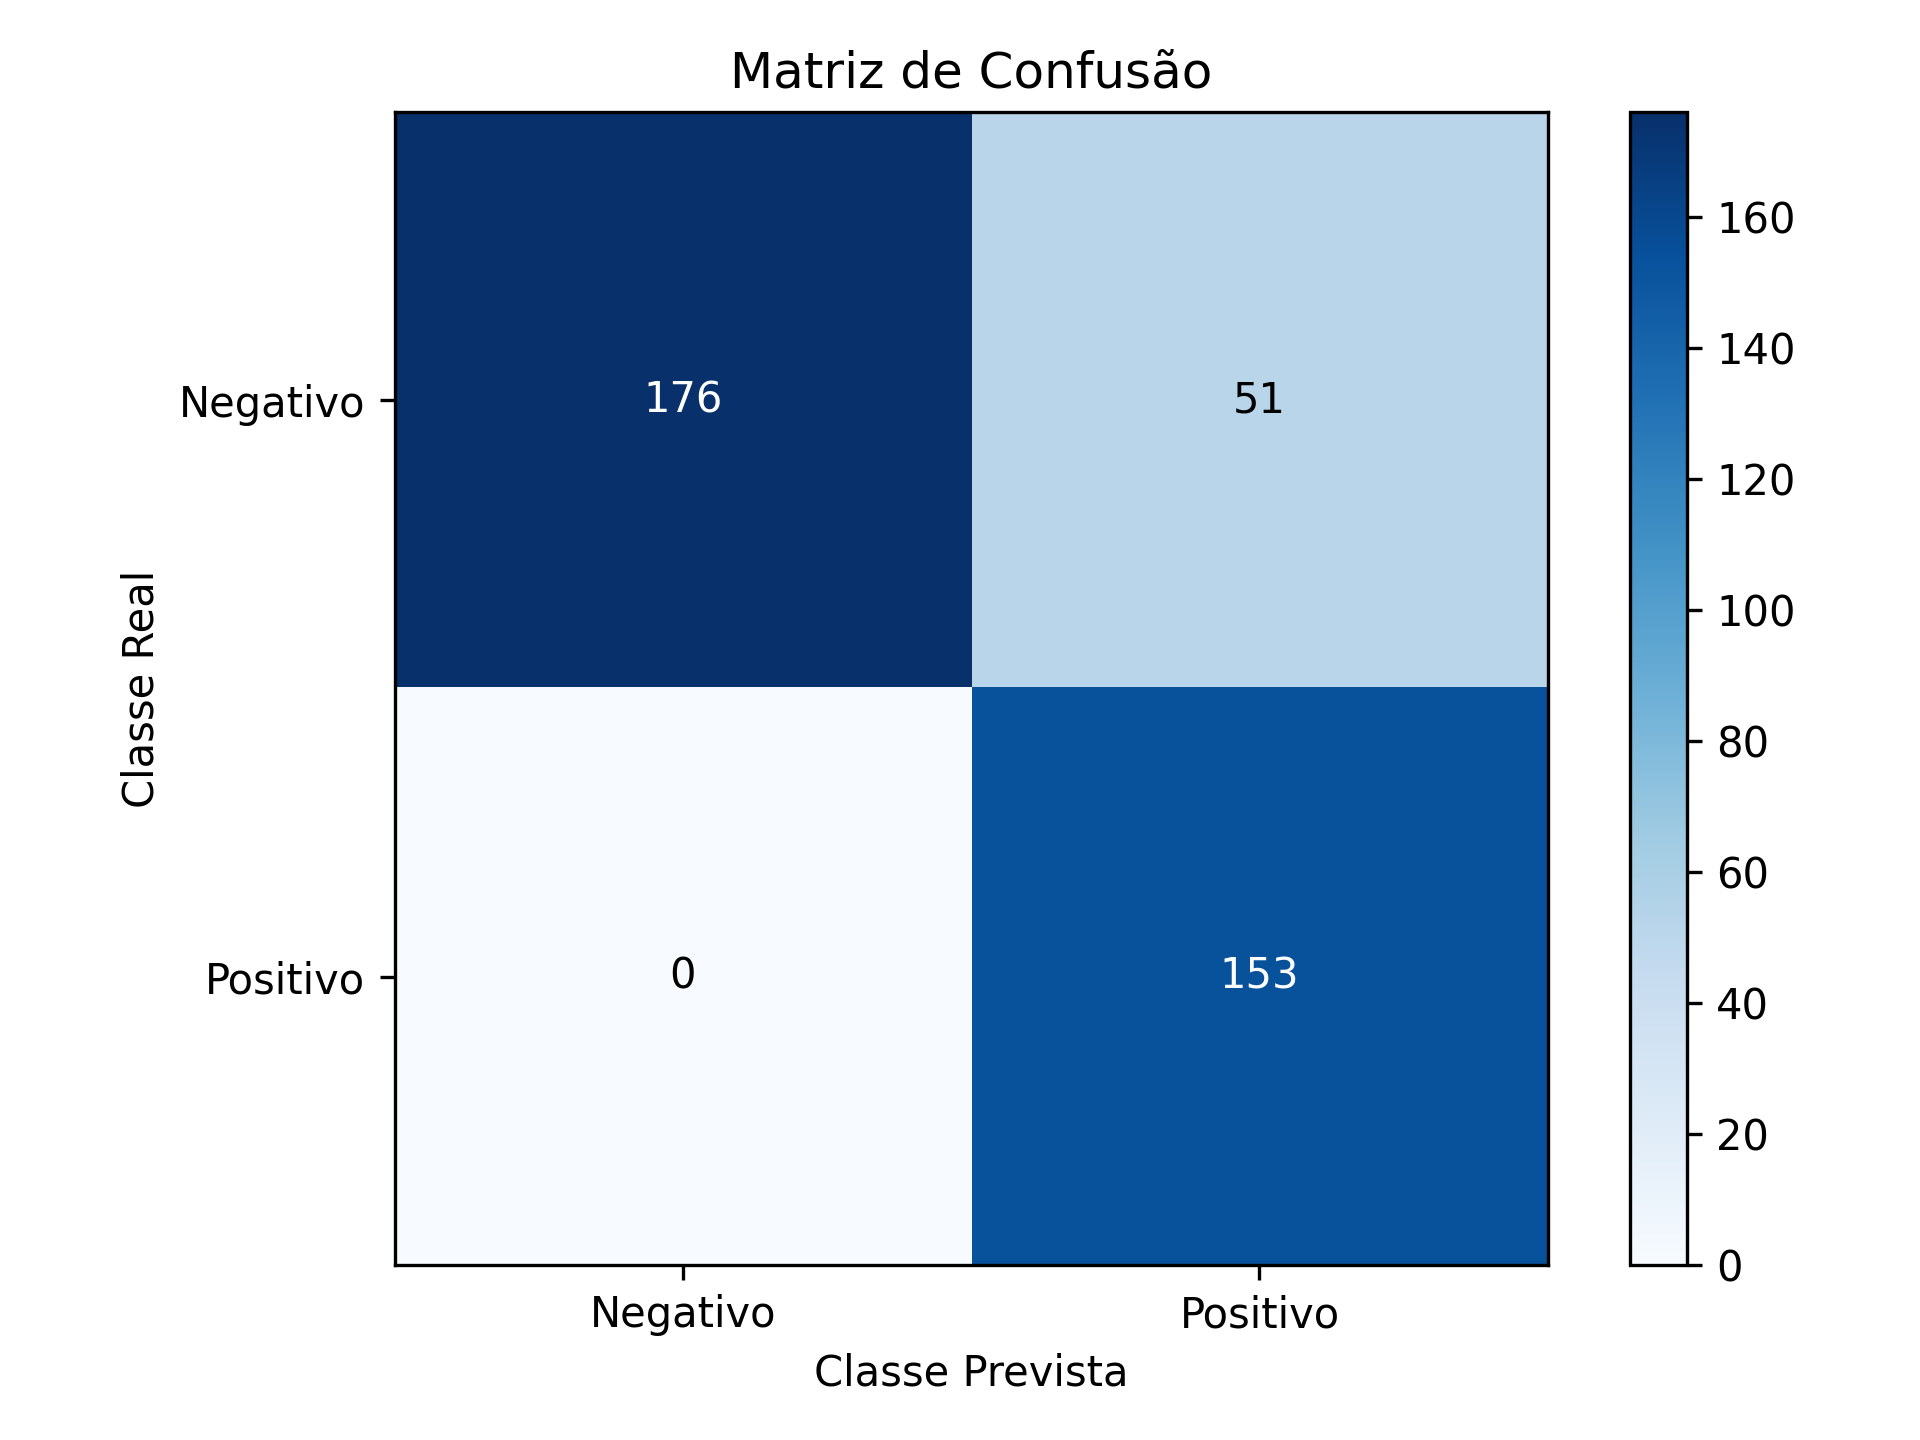 Matriz de Confusão
Classe Real
Negativo
176
51
Positivo
0
153
Negativo
Positivo
Classe Prevista
160
140
120
100
80
60
40
20
0